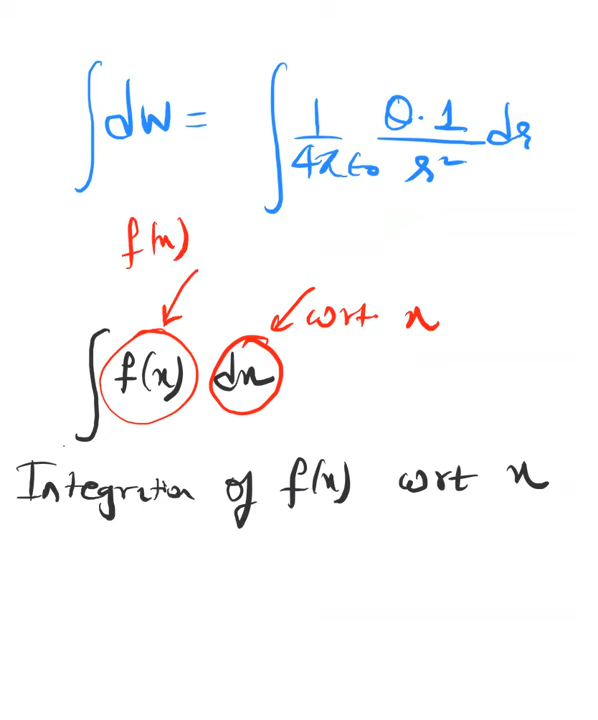 ∫dW = ∫ 1/4πε₀ Q·1/r² dr
f(x)
wrt x
∫ f(x) dx
Integration of f(x) wrt x